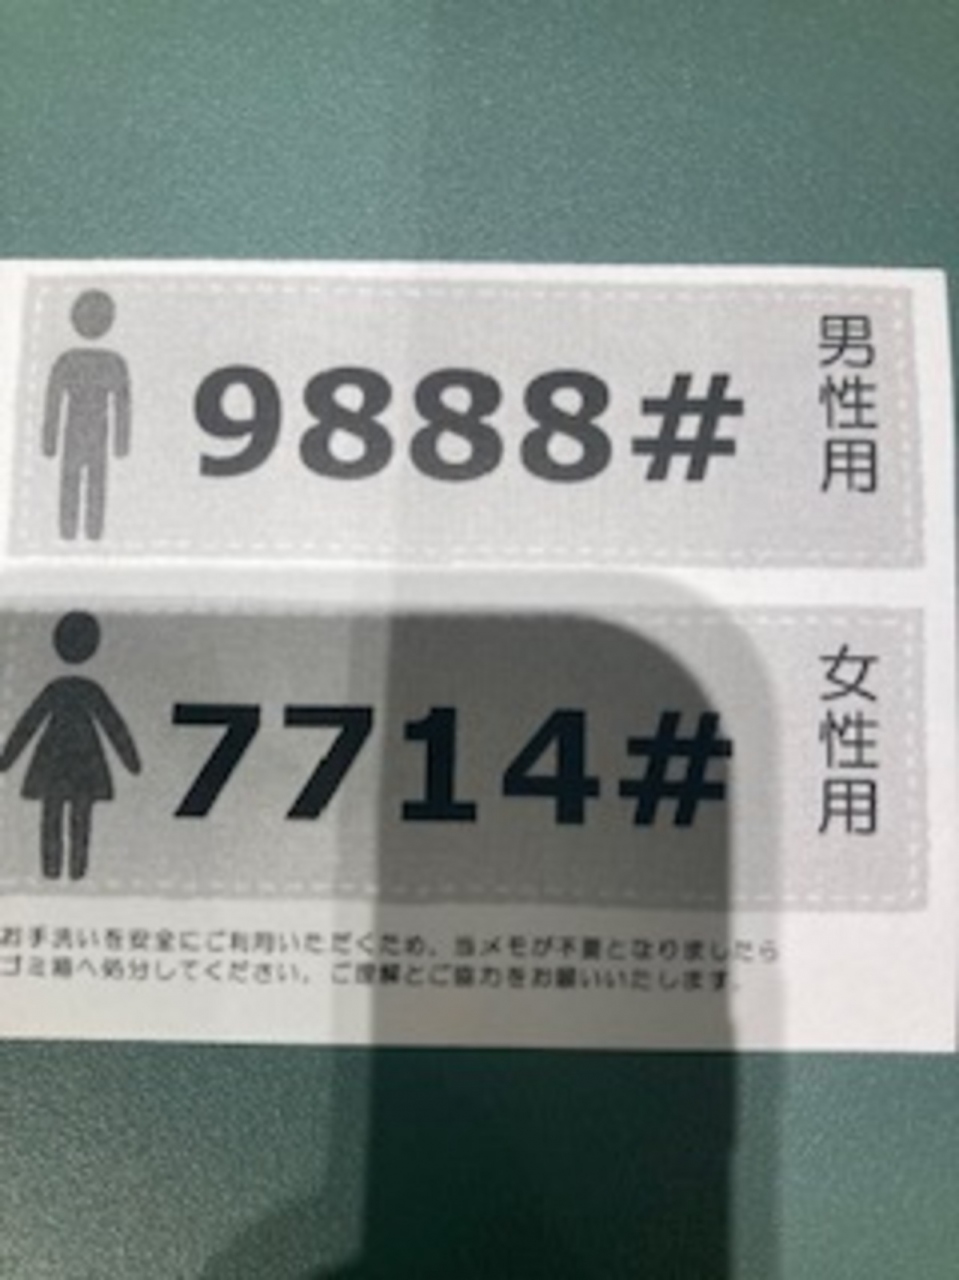 9888#
男性用
7714#
女性用
お手洗いを安全にご利用いただくため、当メモが不要となりましたら
ゴミ箱へ処分してください。ご理解とご協力をお願いいたします。